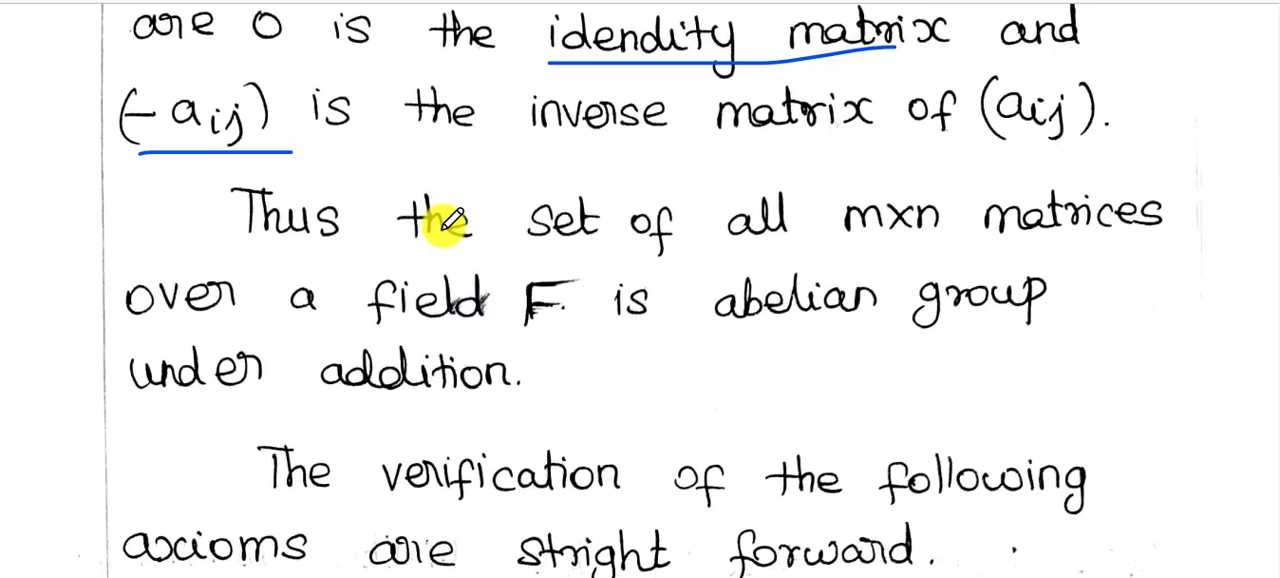 are 0 is the idendity matrix and
(-aij) is the inverse matrix of (aij).
Thus the set of all mxn matrices
over a field F is abelian group
under addition.
The verification of the following
axioms are stright forward.